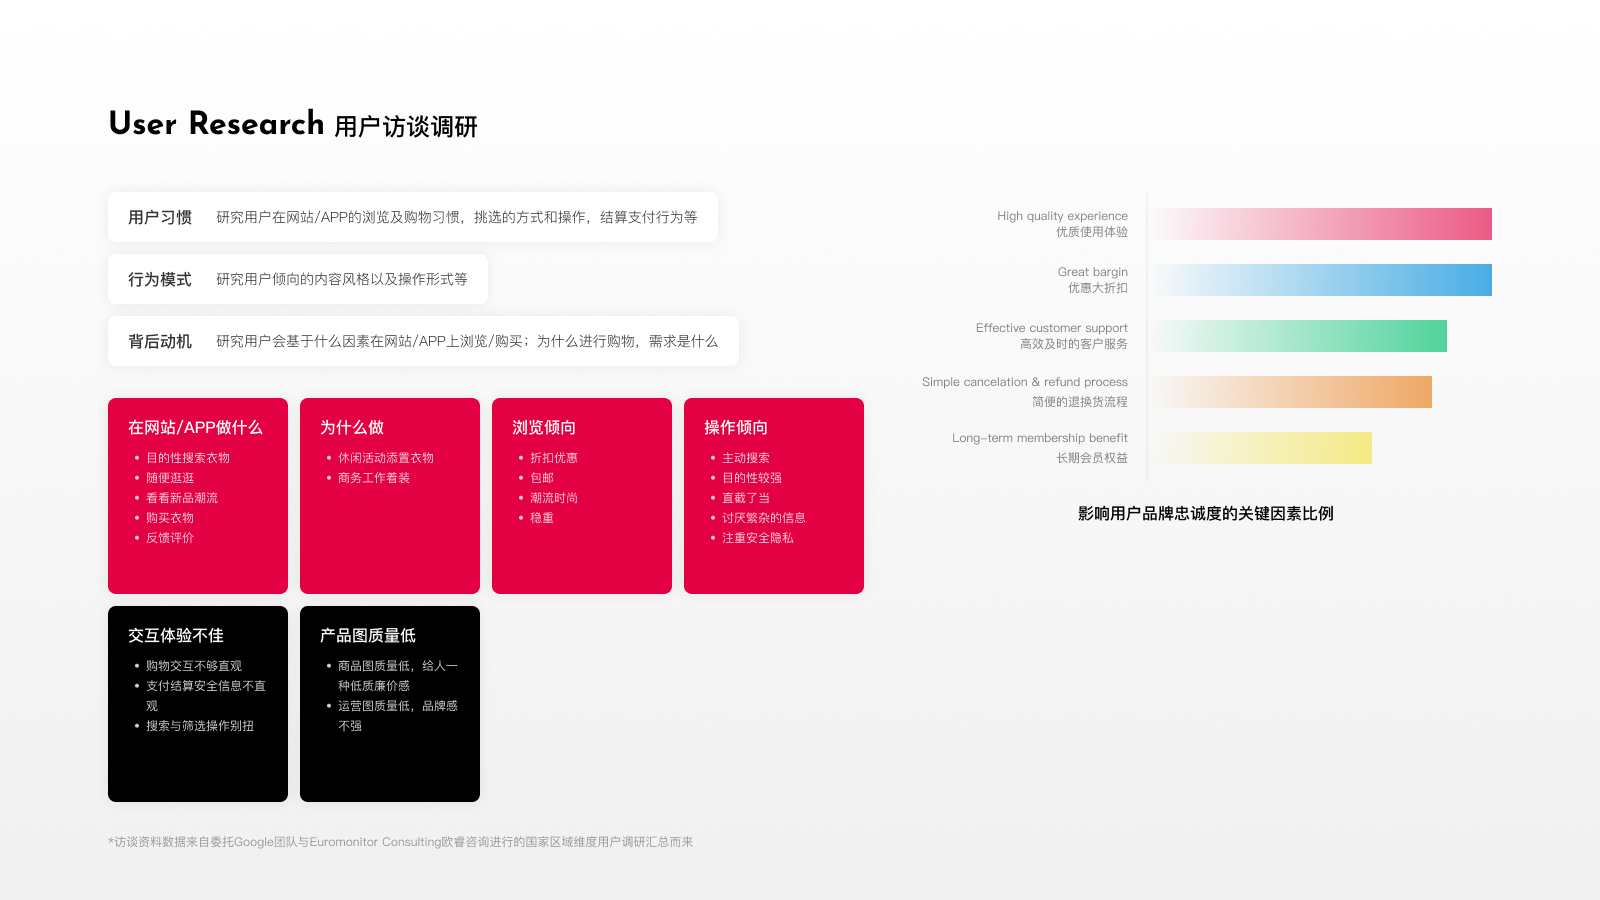 User Research 用户访谈调研
用户习惯 研究用户在网站/APP的浏览及购物习惯，挑选的方式和操作，结算支付行为等
行为模式 研究用户倾向的内容风格以及操作形式等
背后动机 研究用户会基于什么因素在网站/APP上浏览/购买；为什么进行购物，需求是什么
在网站/APP做什么
• 目的性搜索衣物
• 随便逛逛
• 看看新品潮流
• 购买衣物
• 反馈评价
为什么做
• 休闲活动添置衣物
• 商务工作着装
浏览倾向
• 折扣优惠
• 包邮
• 潮流时尚
• 稳重
操作倾向
• 主动搜索
• 目的性较强
• 直截了当
• 讨厌繁杂的信息
• 注重安全隐私
交互体验不佳
• 购物交互不够直观
• 支付结算安全信息不直
观
• 搜索与筛选操作别扭
产品图质量低
• 商品图质量低，给人一
种低质廉价感
• 运营图质量低，品牌感
不强
High quality experience
优质使用体验
Great bargin
优惠大折扣
Effective customer support
高效及时的客户服务
Simple cancelation & refund process
简便的退换货流程
Long-term membership benefit
长期会员权益
影响用户品牌忠诚度的关键因素比例
*访谈资料数据来自委托Google团队与Euromonitor Consulting欧睿咨询进行的国家区域维度用户调研汇总而来